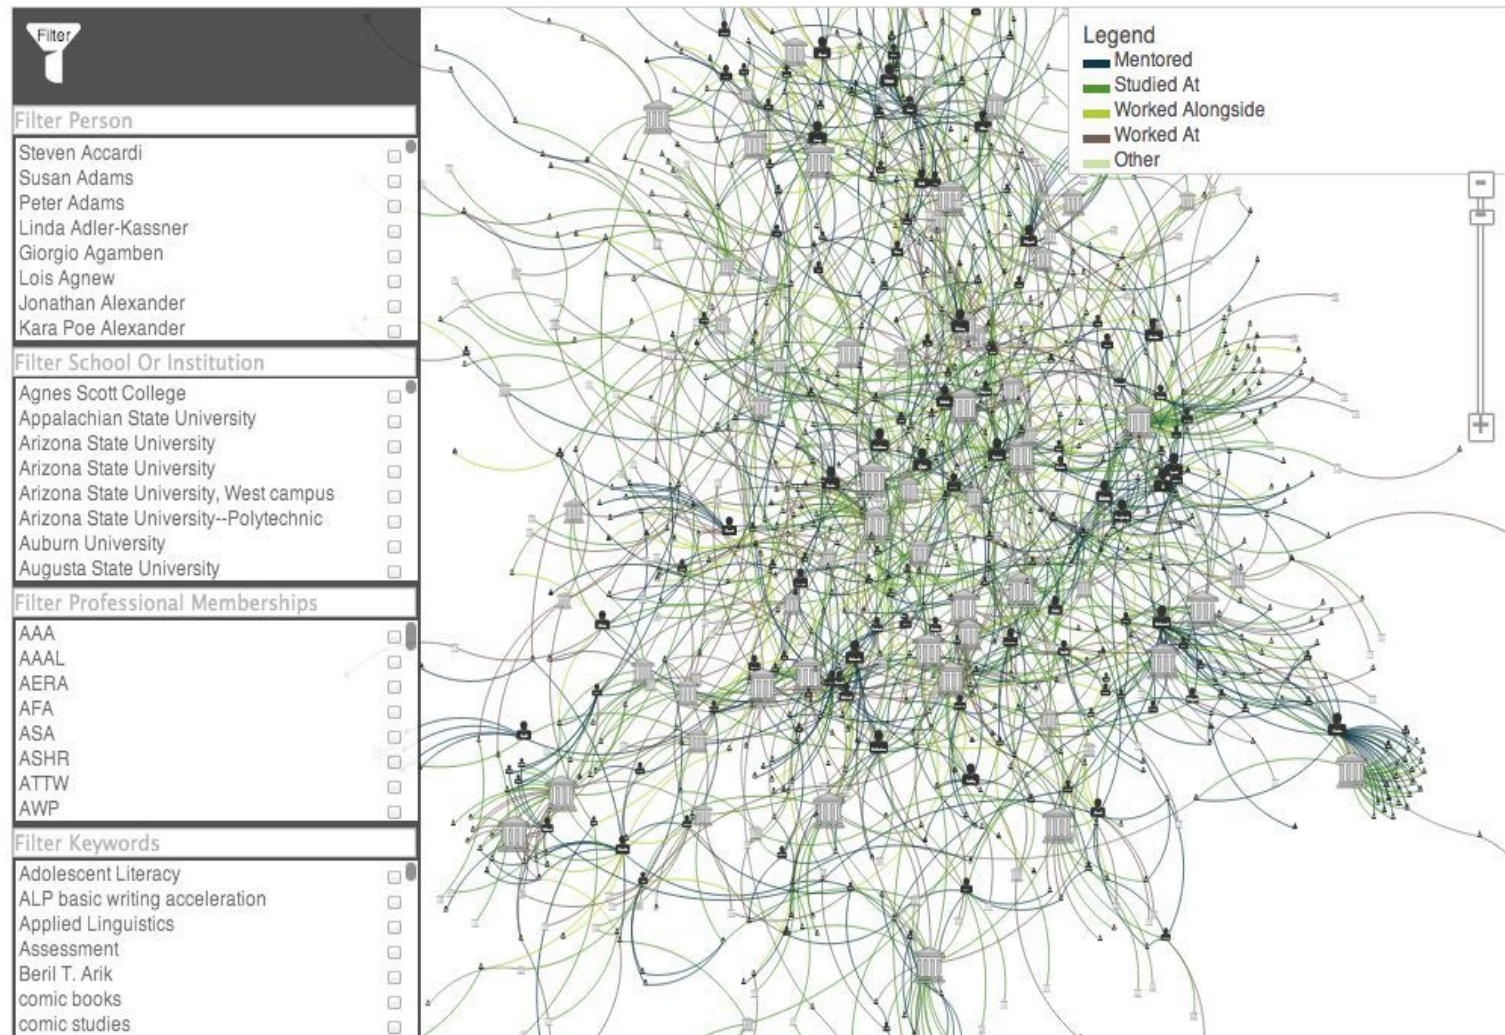 Filter
Filter Person
Steven Accardi
Susan Adams
Peter Adams
Linda Adler-Kassner
Giorgio Agamben
Lois Agnew
Jonathan Alexander
Kara Poe Alexander
Filter School Or Institution
Agnes Scott College
Appalachian State University
Arizona State University
Arizona State University
Arizona State University, West campus
Arizona State University--Polytechnic
Auburn University
Augusta State University
Filter Professional Memberships
AAA
AAAL
AERA
AFA
ASA
ASHR
ATTW
AWP
Filter Keywords
Adolescent Literacy
ALP basic writing acceleration
Applied Linguistics
Assessment
Beril T. Arik
comic books
comic studies
Legend
Mentored
Studied At
Worked Alongside
Worked At
Other